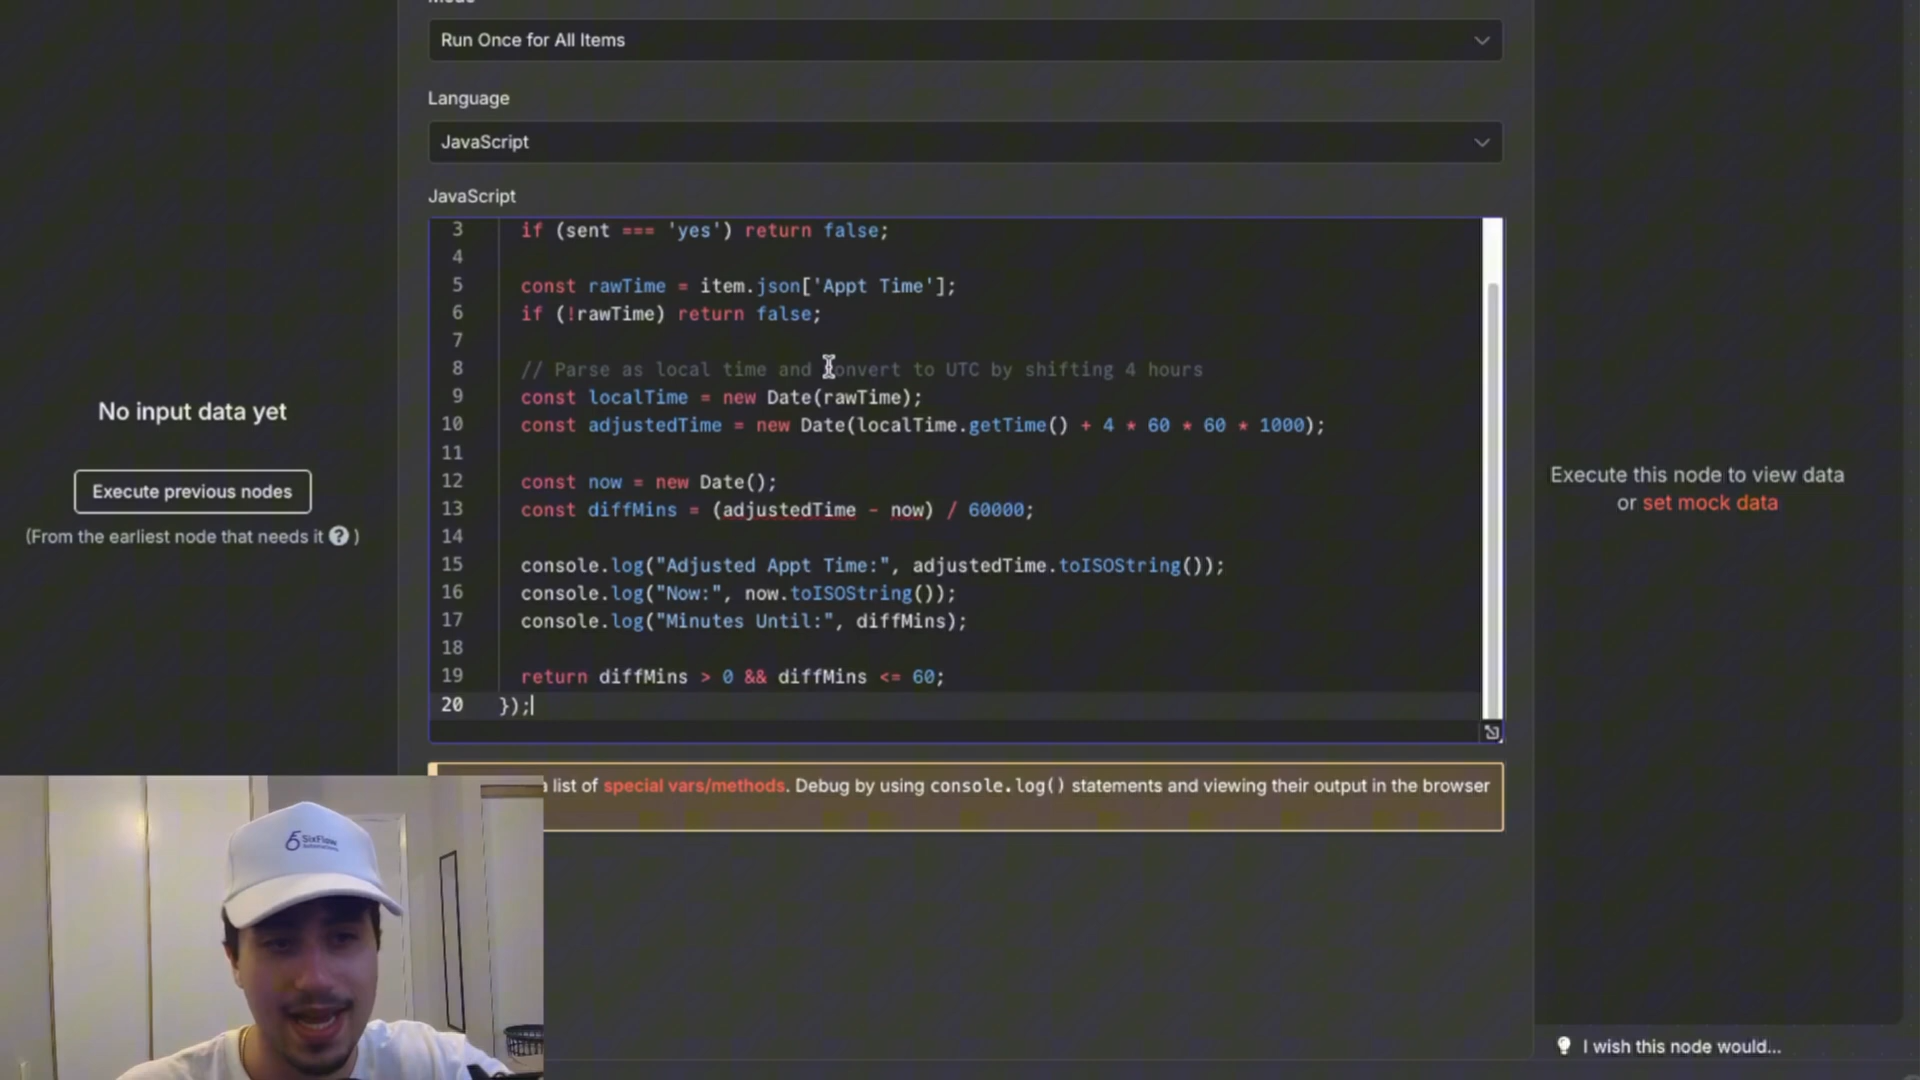 Run Once for All Items
Language
JavaScript
JavaScript
3 if (sent === 'yes') return false;
4
5 const rawTime = item.json['Appt Time'];
6 if (!rawTime) return false;
7
8 // Parse as local time and convert to UTC by shifting 4 hours
9 const localTime = new Date(rawTime);
10 const adjustedTime = new Date(localTime.getTime() + 4 * 60 * 60 * 1000);
11
12 const now = new Date();
13 const diffMins = (adjustedTime - now) / 60000;
14
15 console.log("Adjusted Appt Time:", adjustedTime.toISOString());
16 console.log("Now:", now.toISOString());
17 console.log("Minutes Until:", diffMins);
18
19 return diffMins > 0 && diffMins <= 60;
20 });
No input data yet
Execute previous nodes
(From the earliest node that needs it ? )
Execute this node to view data
or set mock data
a list of special vars/methods. Debug by using console.log() statements and viewing their output in the browser
SixFlow
I wish this node would...